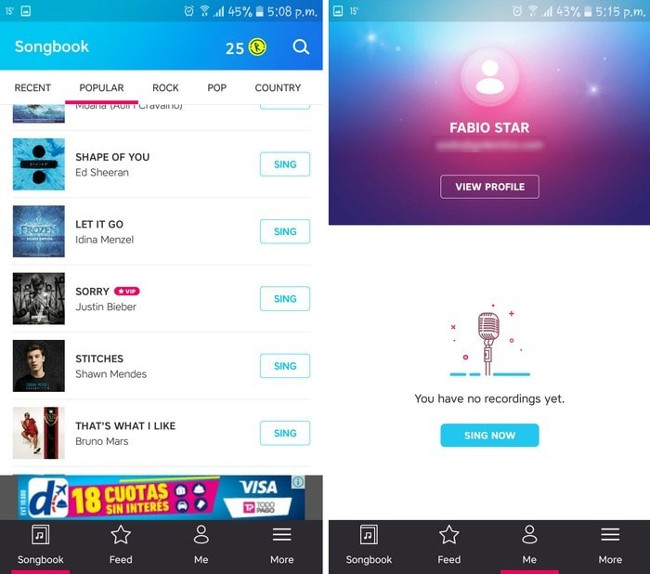 15'
45%
5:08 p.m.
Songbook
25
RECENT
POPULAR
ROCK
POP
COUNTRY
Moana (Auli'i Cravalho)
SING
SHAPE OF YOU
Ed Sheeran
SING
FROZEN
LET IT GO
Idina Menzel
SING
SORRY
VIP
Justin Bieber
SING
STITCHES
Shawn Mendes
SING
THAT'S WHAT I LIKE
Bruno Mars
SING
18 CUOTAS
SIN INTERÉS
VISA
TODO
PAGO
Songbook
Feed
Me
More
15'
43%
5:15 p.m.
FABIO STAR
VIEW PROFILE
You have no recordings yet.
SING NOW
Songbook
Feed
Me
More